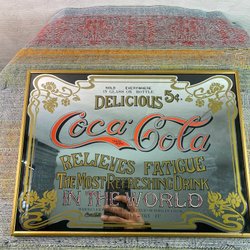 SOLD EVERYWHERE
IN GLASS OR BOTTLE
DELICIOUS 5¢.
Coca-Cola
RELIEVES FATIGUE
THE MOST REFRESHING DRINK
IN THE WORLD